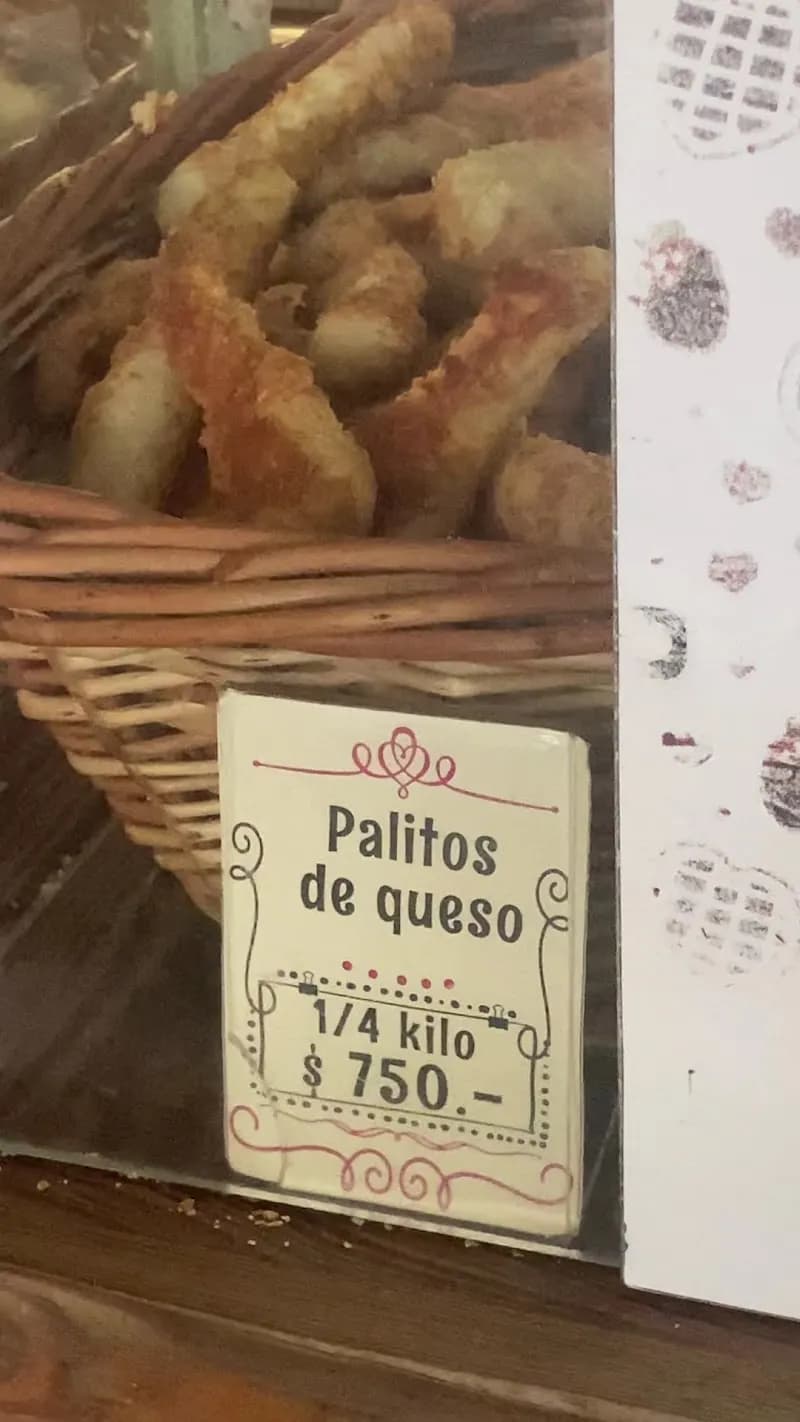 Palitos
de queso
1/4 kilo
$ 750.-